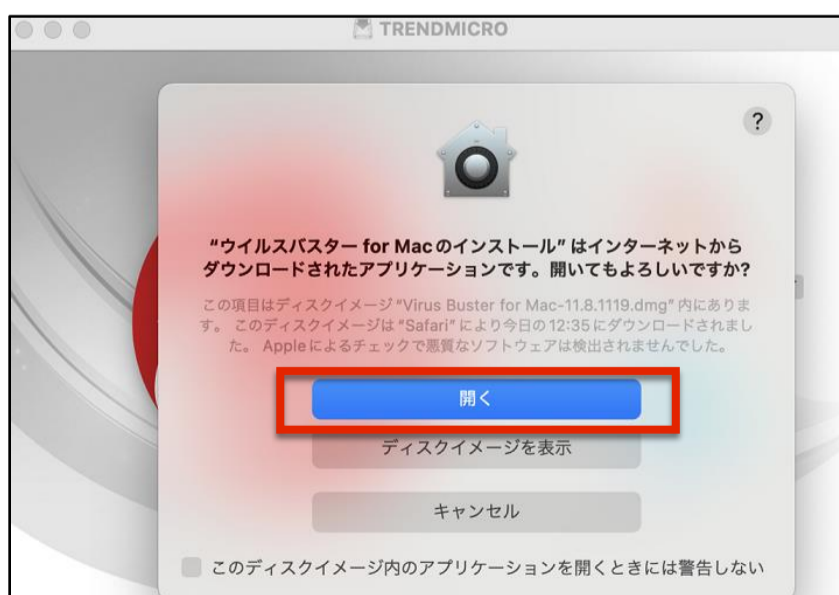 TRENDMICRO
?
“ウイルスバスター for Macのインストール” はインターネットから
ダウンロードされたアプリケーションです。開いてもよろしいですか?
この項目はディスクイメージ“Virus Buster for Mac-11.8.1119.dmg” 内にありま
す。 このディスクイメージは “Safari” により今日の12:35にダウンロードされまし
た。 Appleによるチェックで悪質なソフトウェアは検出されませんでした。
開く
ディスクイメージを表示
キャンセル
このディスクイメージ内のアプリケーションを開くときには警告しない